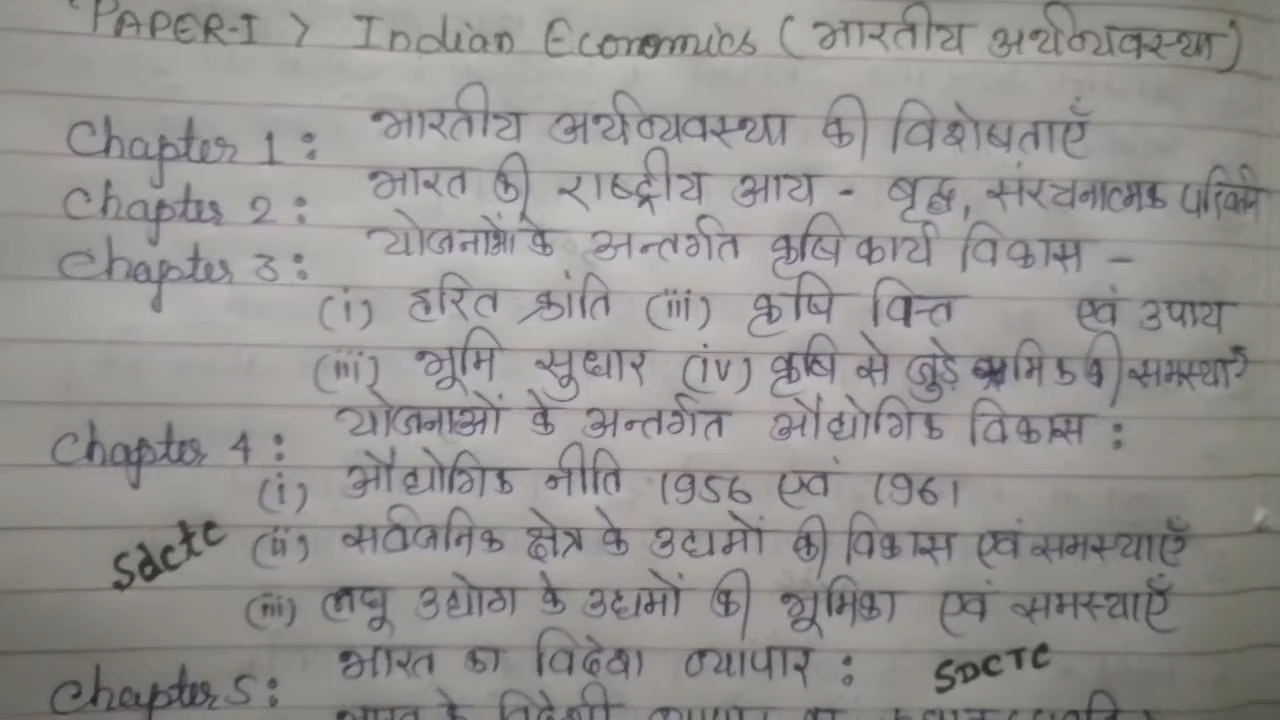 PAPER-I > Indian Economics (भारतीय अर्थव्यवस्था)
Chapter 1: भारतीय अर्थव्यवस्था की विशेषताएँ
Chapter 2: भारत की राष्ट्रीय आय - वृद्धि, संरचनात्मक
Chapter 3: योजनाओं के अन्तर्गत कृषि कार्य विकास -
(i) हरित क्रांति (iii) कृषि वित्त एवं उपाय
(iii) भूमि सुधार (iv) कृषि से जुड़े श्रमिक की समस्याएँ
Chapter 4: योजनाओं के अन्तर्गत औद्योगिक विकास :
(i) औद्योगिक नीति 1956 एवं 1961
sdctc (ii) सर्वजनिक क्षेत्र के उद्यमों की विकास एवं समस्याएँ
(iii) लघु उद्योग के उद्यमों की भूमिका एवं समस्याएँ
Chapter 5: भारत का विदेश व्यापार : SDCTC